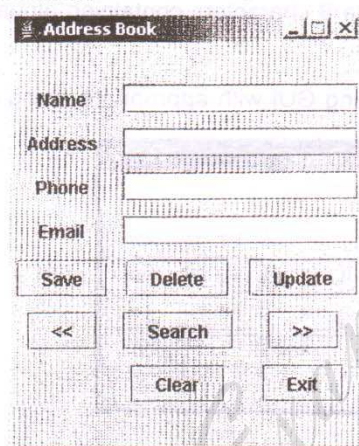 Address Book
Name
Address
Phone
Email
Save Delete Update
<< Search >>
Clear Exit